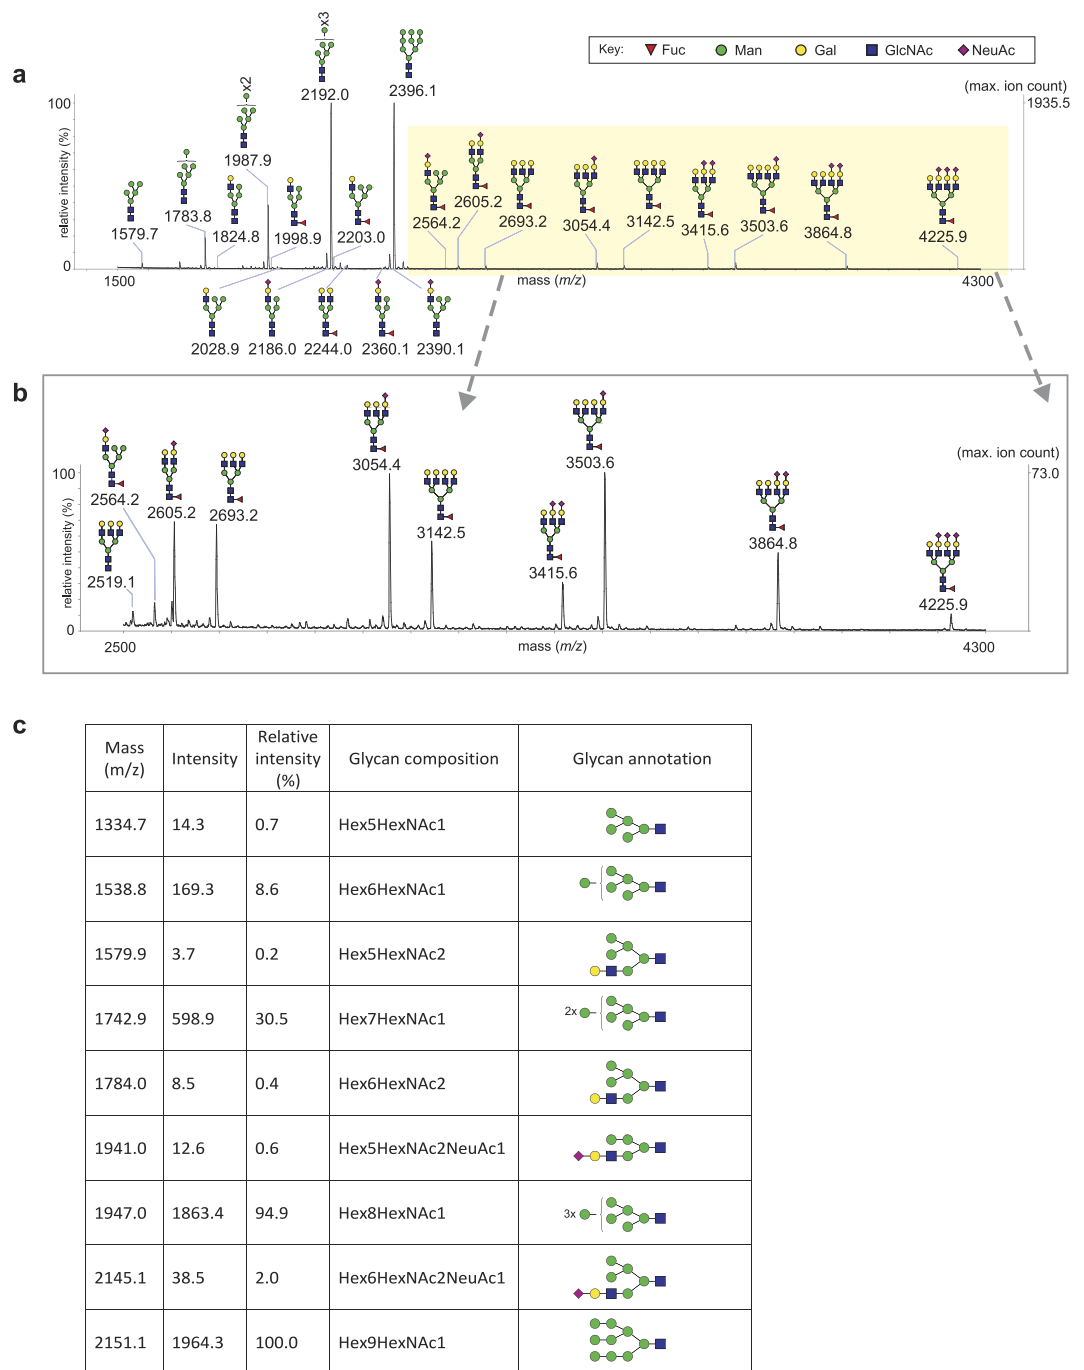 Key: Fuc Man Gal GlcNAc NeuAc
a
(max. ion count)
100
1935.5
relative intensity (%)
0
x3
x2
2192.0
2396.1
1987.9
1579.7
1783.8
1824.8
1998.9
2203.0
2564.2
2605.2
2693.2
3054.4
3142.5
3415.6
3503.6
3864.8
4225.9
1500
mass (m/z)
4300
2028.9
2186.0
2244.0
2360.1
2390.1
b
(max. ion count)
100
73.0
relative intensity (%)
0
2564.2
2519.1
2605.2
2693.2
3054.4
3142.5
3415.6
3503.6
3864.8
4225.9
2500
mass (m/z)
4300
c
Mass (m/z) Intensity Relative intensity (%) Glycan composition Glycan annotation
1334.7 14.3 0.7 Hex5HexNAc1
1538.8 169.3 8.6 Hex6HexNAc1
1579.9 3.7 0.2 Hex5HexNAc2
1742.9 598.9 30.5 Hex7HexNAc1 2x
1784.0 8.5 0.4 Hex6HexNAc2
1941.0 12.6 0.6 Hex5HexNAc2NeuAc1
1947.0 1863.4 94.9 Hex8HexNAc1 3x
2145.1 38.5 2.0 Hex6HexNAc2NeuAc1
2151.1 1964.3 100.0 Hex9HexNAc1